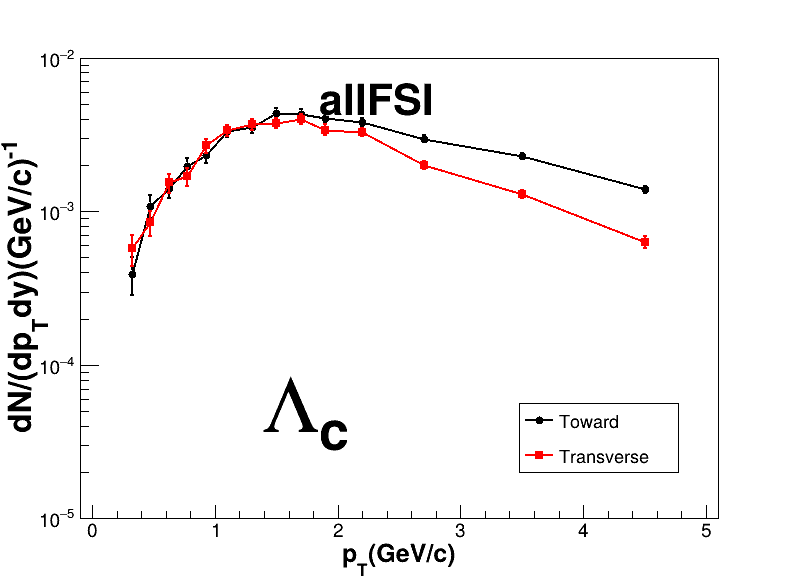 10⁻²
allFSI
10⁻³
dN/(dp_T dy)(GeV/c)⁻¹
10⁻⁴
Λ_c
Toward
Transverse
10⁻⁵
0 1 2 3 4 5
p_T(GeV/c)